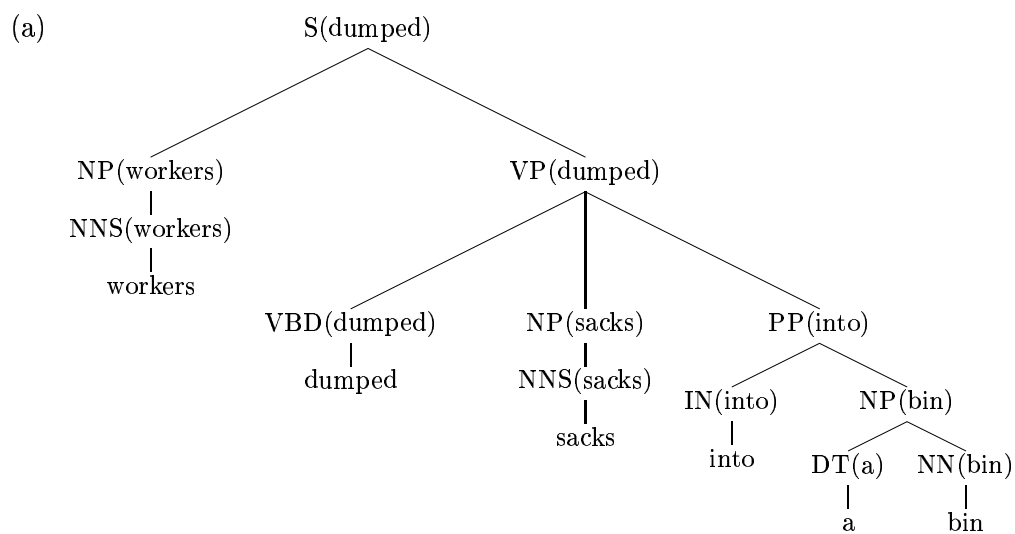 (a) S(dumped)
NP(workers) VP(dumped)
NNS(workers)
workers
VBD(dumped) NP(sacks) PP(into)
dumped NNS(sacks)
IN(into) NP(bin)
sacks
into DT(a) NN(bin)
a bin